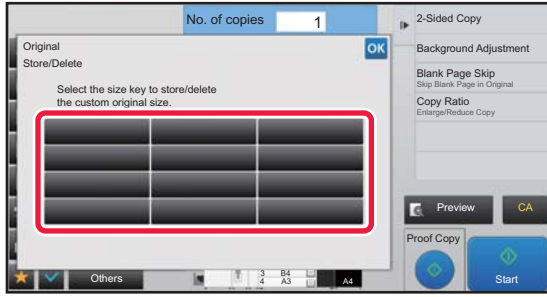 No. of copies 1
Original
Store/Delete
OK
Select the size key to store/delete
the custom original size.
2-Sided Copy
Background Adjustment
Blank Page Skip
Skip Blank Page in Original
Copy Ratio
Enlarge/Reduce Copy
Preview
CA
Proof Copy
Start
Others
3 B4
4 A3
A4